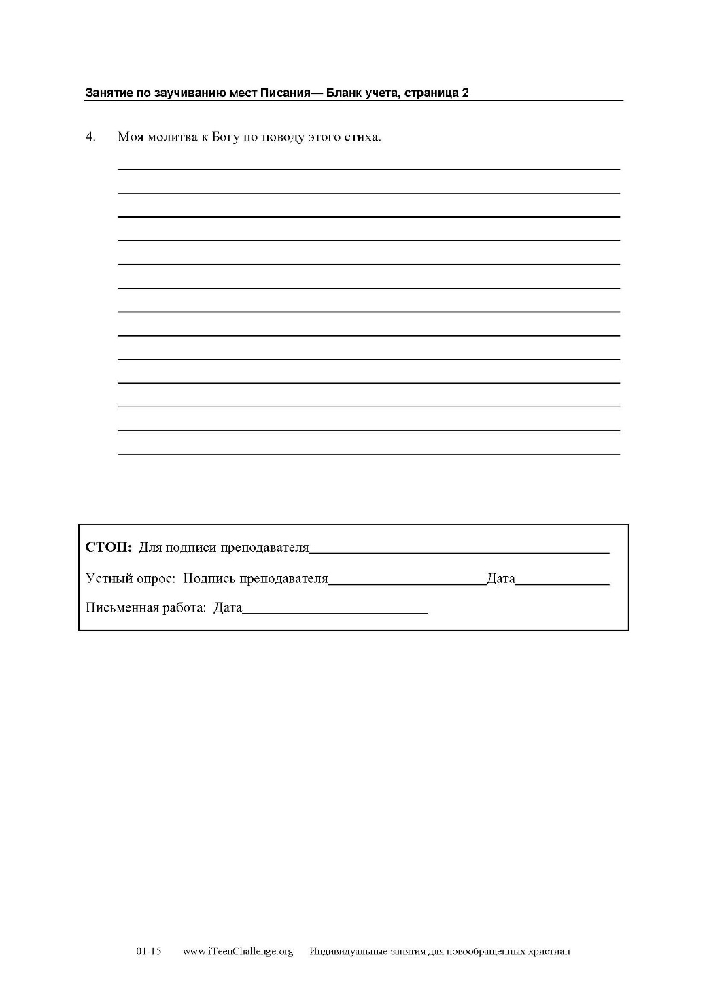 Занятие по заучиванию мест Писания— Бланк учета, страница 2
4. Моя молитва к Богу по поводу этого стиха.
СТОП: Для подписи преподавателя
Устный опрос: Подпись преподавателя Дата
Письменная работа: Дата
01-15 www.iTeenChallenge.org Индивидуальные занятия для новообращенных христиан